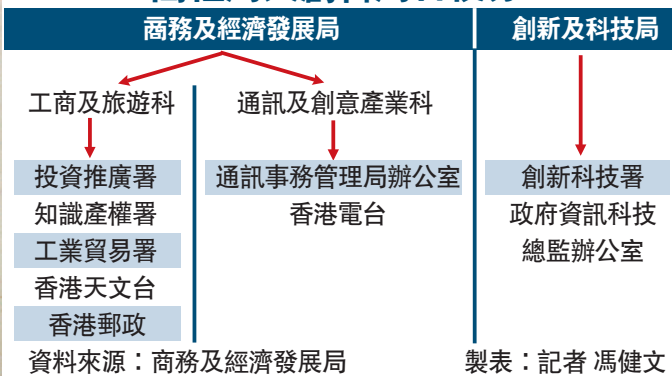 商務及經濟發展局
創新及科技局
工商及旅遊科
通訊及創意產業科
投資推廣署
知識產權署
工業貿易署
香港天文台
香港郵政
通訊事務管理局辦公室
香港電台
創新科技署
政府資訊科技
總監辦公室
資料來源：商務及經濟發展局
製表：記者 馮健文